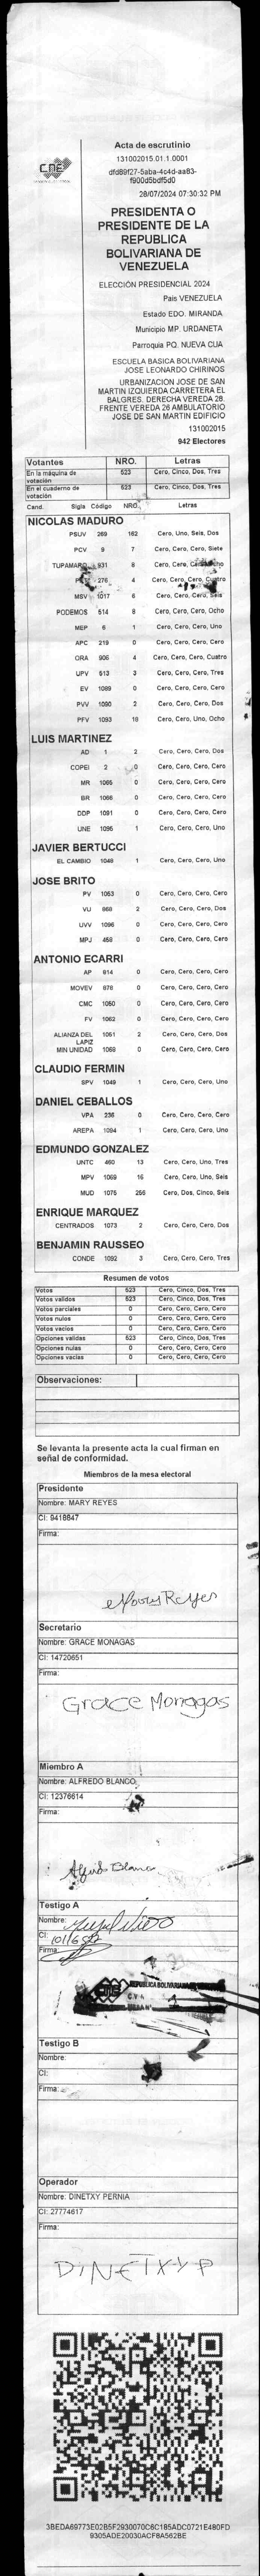 Acta de escrutinio
131002015.01.1.0001
dfd89f27-5aba-4c4d-aa83-
f900d5bdf5d0
28/07/2024 07:30:32 PM
CNE
PRESIDENTA O
PRESIDENTE DE LA
REPUBLICA
BOLIVARIANA DE
VENEZUELA
ELECCIÓN PRESIDENCIAL 2024
Pais VENEZUELA
Estado EDO. MIRANDA
Municipio MP. URDANETA
Parroquia PQ. NUEVA CUA
ESCUELA BASICA BOLIVARIANA
JOSE LEONARDO CHIRINOS
URBANIZACION JOSE DE SAN
MARTIN IZQUIERDA CARRETERA EL
BALGRES. DERECHA VEREDA 28.
FRENTE VEREDA 26 AMBULATORIO
JOSE DE SAN MARTIN EDIFICIO
131002015
942 Electores
Votantes NRO. Letras
En la máquina de votación 523 Cero, Cinco, Dos, Tres
En el cuaderno de votación 523 Cero, Cinco, Dos, Tres
Cand. Sigla Código NRO. Letras
NICOLAS MADURO
PSUV 269 162 Cero, Uno, Seis, Dos
PCV 9 7 Cero, Cero, Cero, Siete
TUPAMARO 931 8 Cero, Cero,
276 4 Cero, Cero, Cero, Cuatro
MSV 1017 6 Cero, Cero, Cero, Seis
PODEMOS 514 8 Cero, Cero, Cero, Ocho
MEP 6 1 Cero, Cero, Cero, Uno
APC 219 0 Cero, Cero, Cero, Cero
ORA 906 4 Cero, Cero, Cero, Cuatro
UPV 513 3 Cero, Cero, Cero, Tres
EV 1089 0 Cero, Cero, Cero, Cero
PVV 1090 2 Cero, Cero, Cero, Dos
PFV 1093 18 Cero, Cero, Uno, Ocho
LUIS MARTINEZ
AD 1 2 Cero, Cero, Cero, Dos
COPEI 2 0 Cero, Cero, Cero, Cero
MR 1065 0 Cero, Cero, Cero, Cero
BR 1066 0 Cero, Cero, Cero, Cero
DDP 1091 0 Cero, Cero, Cero, Cero
UNE 1095 1 Cero, Cero, Cero, Uno
JAVIER BERTUCCI
EL CAMBIO 1048 1 Cero, Cero, Cero, Uno
JOSE BRITO
PV 1053 0 Cero, Cero, Cero, Cero
VU 868 2 Cero, Cero, Cero, Dos
UVV 1096 0 Cero, Cero, Cero, Cero
MPJ 458 0 Cero, Cero, Cero, Cero
ANTONIO ECARRI
AP 914 0 Cero, Cero, Cero, Cero
MOVEV 878 0 Cero, Cero, Cero, Cero
CMC 1050 0 Cero, Cero, Cero, Cero
FV 1062 0 Cero, Cero, Cero, Cero
ALIANZA DEL LAPIZ 1051 2 Cero, Cero, Cero, Dos
MIN UNIDAD 1068 0 Cero, Cero, Cero, Cero
CLAUDIO FERMIN
SPV 1049 1 Cero, Cero, Cero, Uno
DANIEL CEBALLOS
VPA 236 0 Cero, Cero, Cero, Cero
AREPA 1094 1 Cero, Cero, Cero, Uno
EDMUNDO GONZALEZ
UNTC 460 13 Cero, Cero, Uno, Tres
MPV 1069 16 Cero, Cero, Uno, Seis
MUD 1075 256 Cero, Dos, Cinco, Seis
ENRIQUE MARQUEZ
CENTRADOS 1073 2 Cero, Cero, Cero, Dos
BENJAMIN RAUSSEO
CONDE 1092 3 Cero, Cero, Cero, Tres
Resumen de votos
Votos 523 Cero, Cinco, Dos, Tres
Votos validos 523 Cero, Cinco, Dos, Tres
Votos parciales 0 Cero, Cero, Cero, Cero
Votos nulos 0 Cero, Cero, Cero, Cero
Votos vacios 0 Cero, Cero, Cero, Cero
Opciones validas 523 Cero, Cinco, Dos, Tres
Opciones nulas 0 Cero, Cero, Cero, Cero
Opciones vacias 0 Cero, Cero, Cero, Cero
Observaciones:
Se levanta la presente acta la cual firman en
señal de conformidad.
Miembros de la mesa electoral
Presidente
Nombre: MARY REYES
CI: 9418847
Firma:
Mary Reyes
Secretario
Nombre: GRACE MONAGAS
CI: 14720651
Firma:
Grace Monagas
Miembro A
Nombre: ALFREDO BLANCO
CI: 12376614
Firma:
Alfredo Blanco
Testigo A
Nombre:
CI:
Firma:
CNE REPUBLICA BOLIVARIANA
Testigo B
Nombre:
CI:
Firma:
Operador
Nombre: DINETXY PERNIA
CI: 27774617
Firma:
DINETXY P
3BEDA69773E02B5F2930070C6C185ADC0721E480FD
9305ADE20030ACF8A562BE